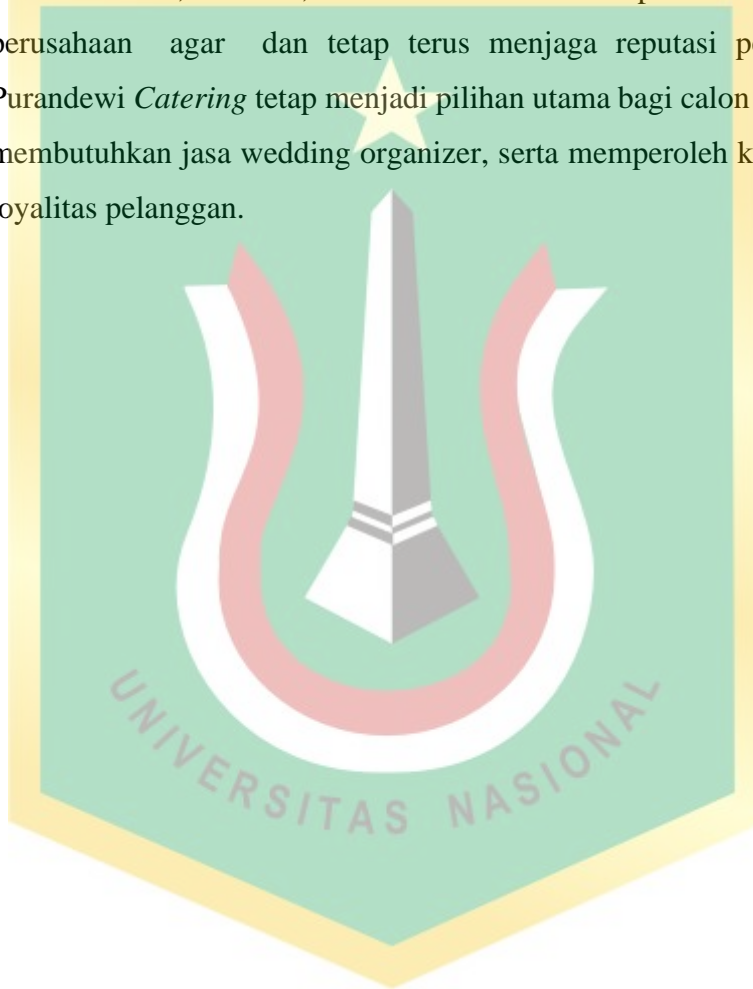 perusahaan agar dan tetap terus menjaga reputasi
Purandewi Catering tetap menjadi pilihan utama bagi calon
membutuhkan jasa wedding organizer, serta memperoleh
loyalitas pelanggan.
UNIVERSITAS NASIONAL